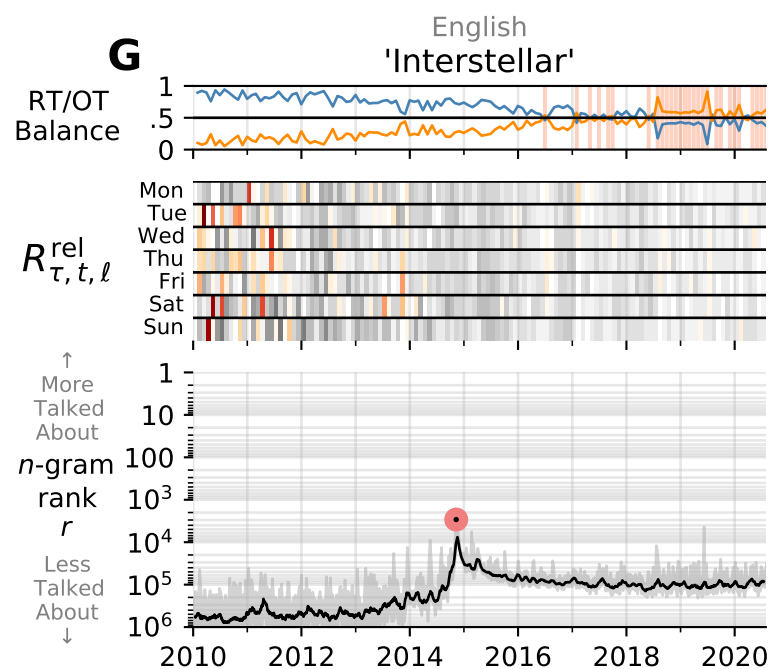 English
G
'Interstellar'
RT/OT
Balance
1
.5
0
R^rel_τ, t, ℓ
Mon
Tue
Wed
Thu
Fri
Sat
Sun
↑
More
Talked
About
n-gram
rank
r
Less
Talked
About
↓
1
10
100
10³
10⁴
10⁵
10⁶
2010 2012 2014 2016 2018 2020